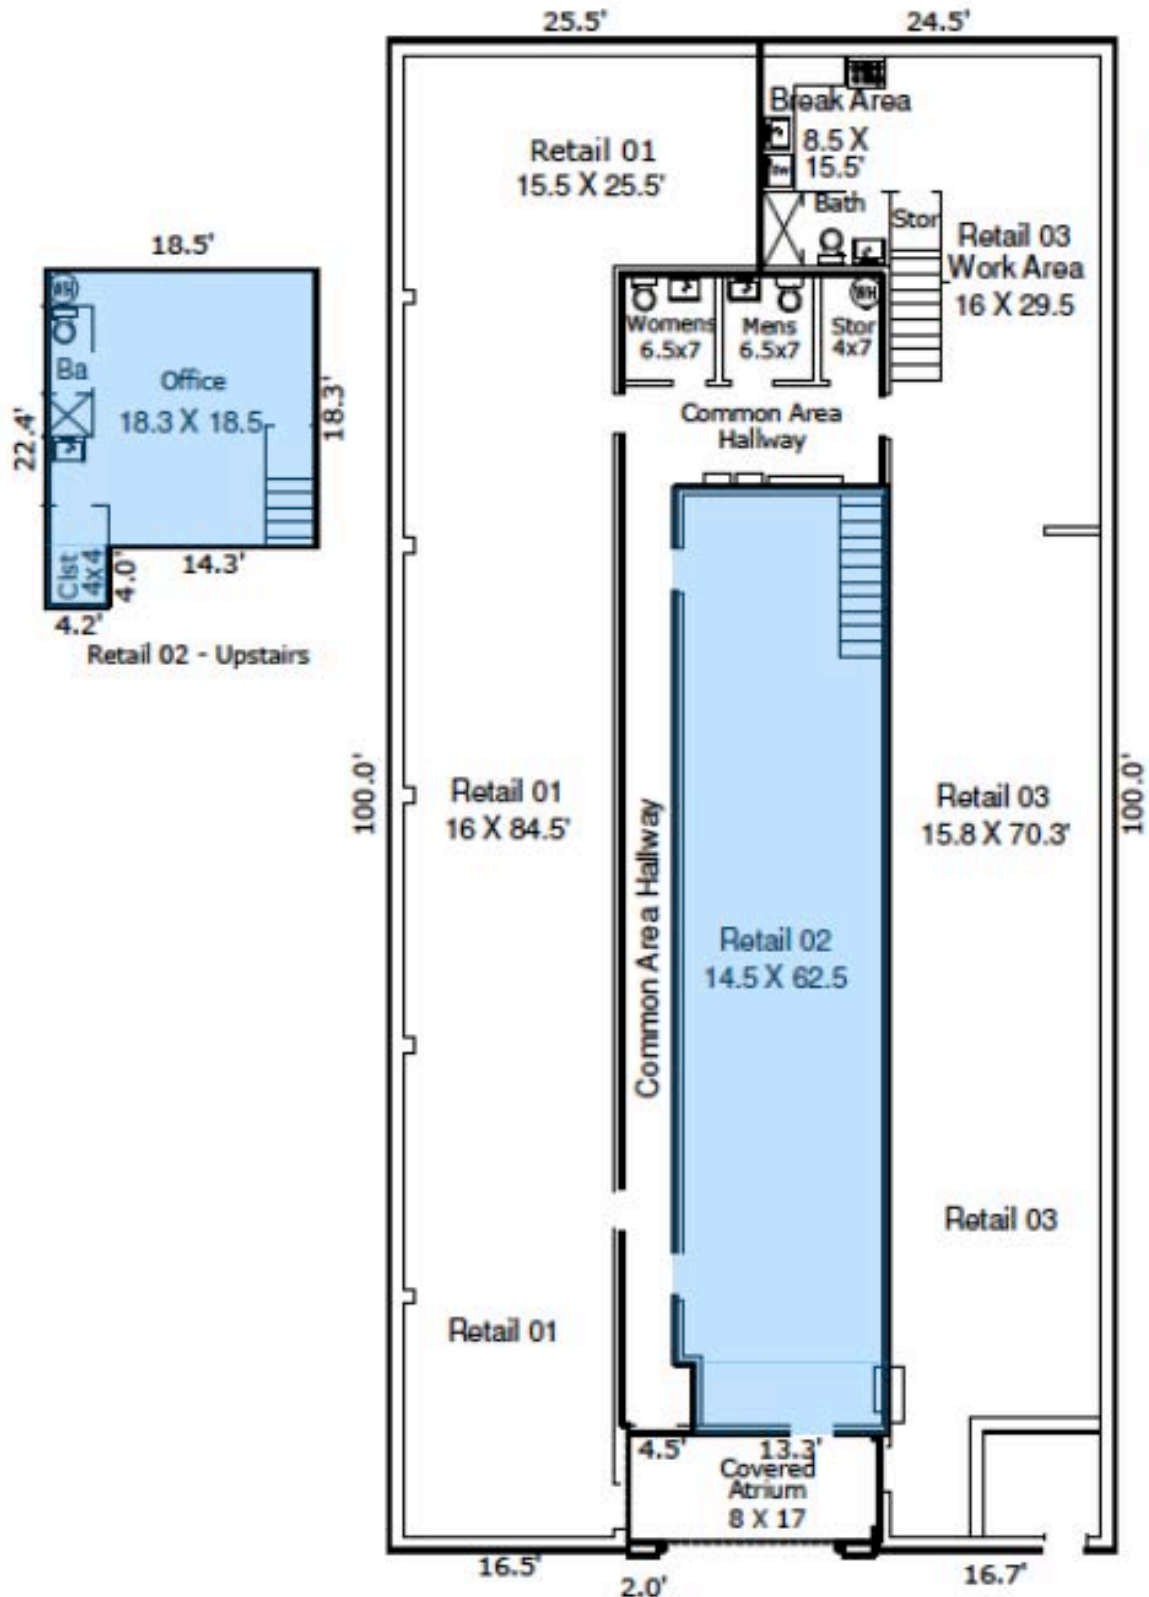 25.5'
24.5'
Retail 01
15.5 X 25.5'
Break Area
8.5 X
15.5'
Bath
Stor
Retail 03
Work Area
16 X 29.5
WH
Womens
6.5x7
Mens
6.5x7
Stor
4x7
Common Area
Hallway
18.5'
WH
Ba
Office
18.3 X 18.5
22.4'
18.3'
Clst
4x4
4.0'
14.3'
4.2'
Retail 02 - Upstairs
100.0'
Retail 01
16 X 84.5'
Common Area Hallway
Retail 02
14.5 X 62.5
Retail 03
15.8 X 70.3'
100.0'
Retail 03
Retail 01
4.5'
13.3'
Covered
Atrium
8 X 17
16.5'
2.0'
16.7'